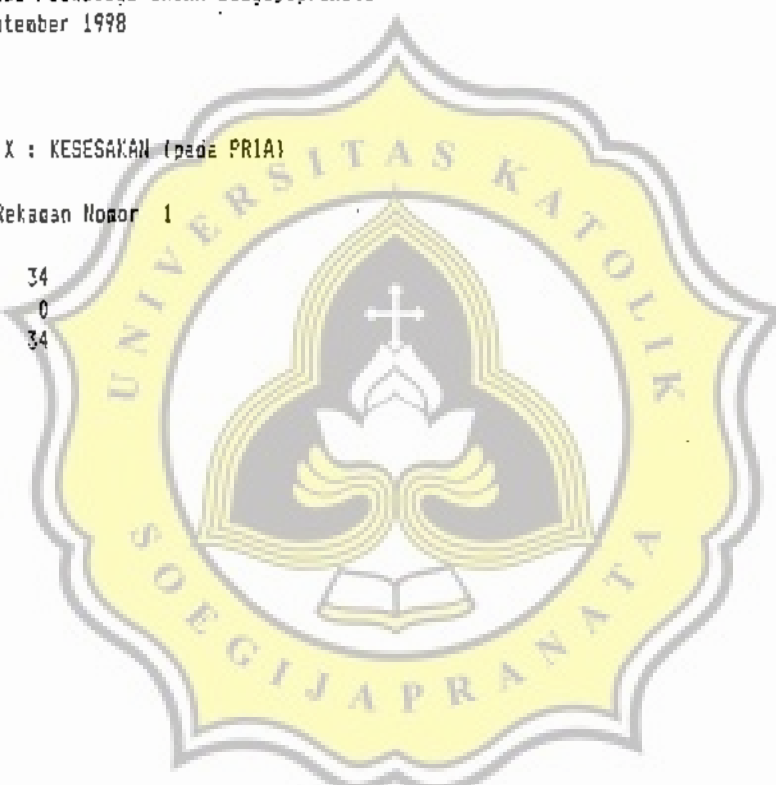 tember 1998
X : KESESAKAN (pada PRIA)
Rekaman Nomor 1
34
0
34
UNIVERSITAS KATOLIK
SOEGIJAPRANATA